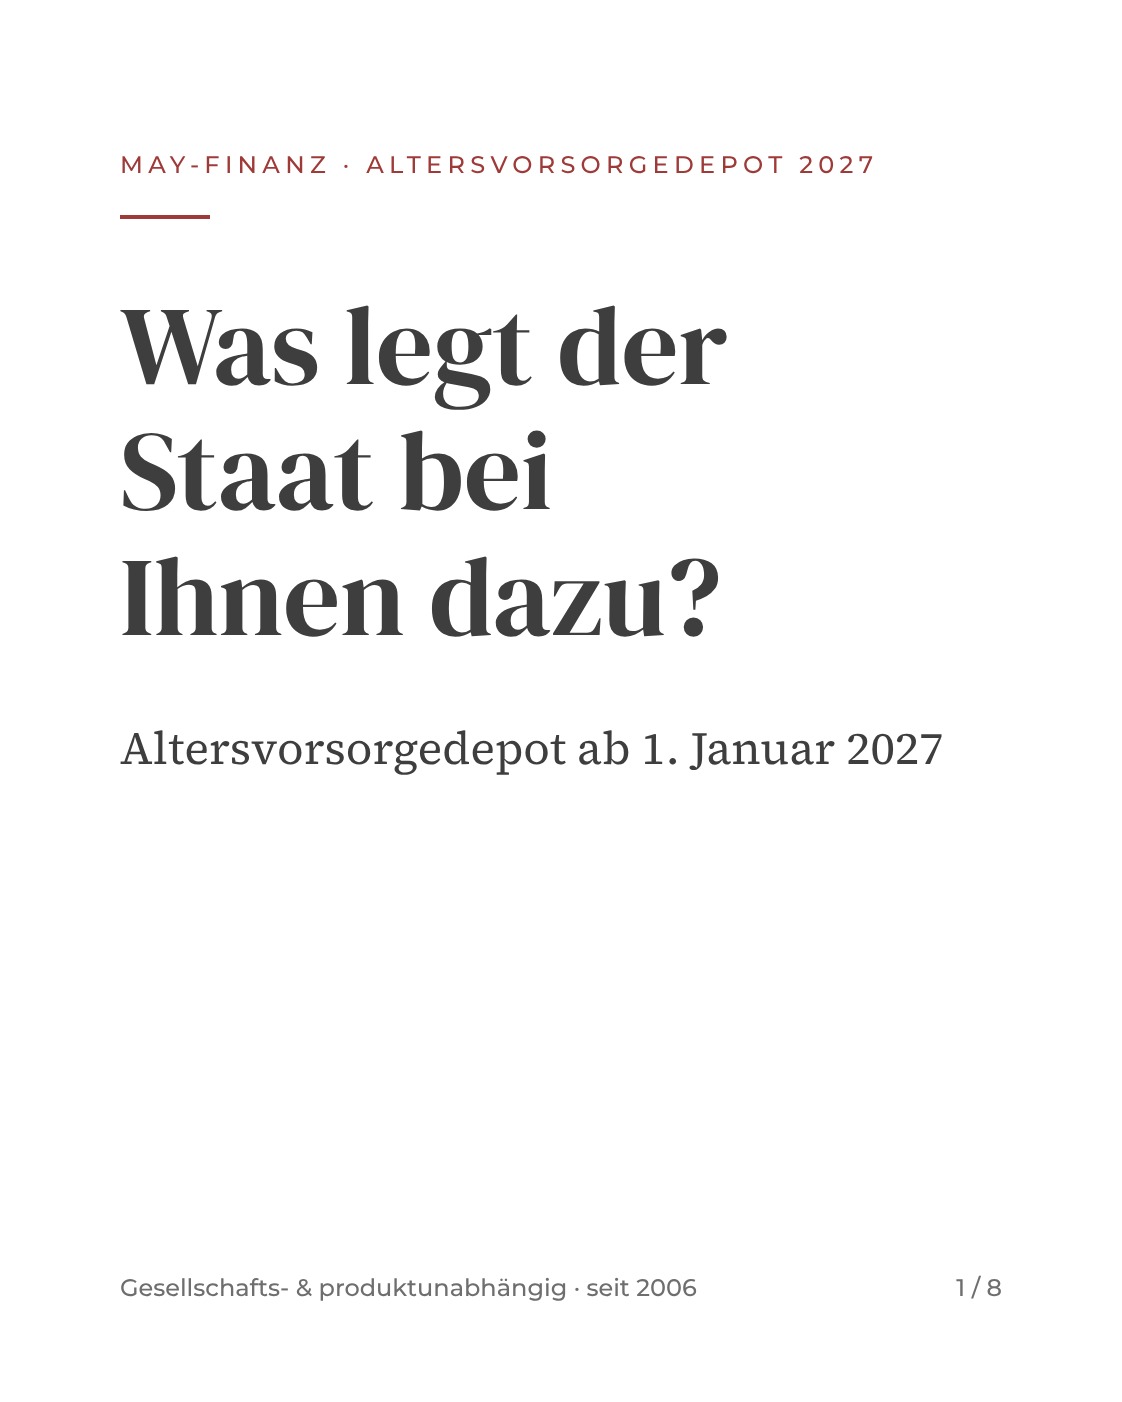 MAY-FINANZ · ALTERSVORSORGEDEPOT 2027
Was legt der
Staat bei
Ihnen dazu?
Altersvorsorgedepot ab 1. Januar 2027
Gesellschafts- & produktunabhängig · seit 2006
1 / 8